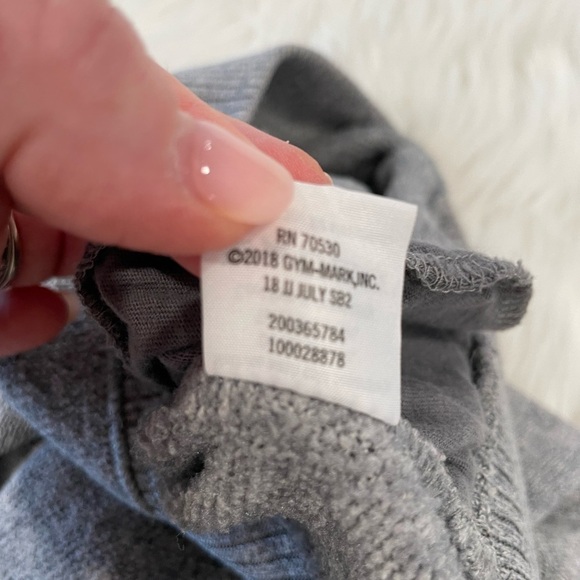 RN 70530
©2018 GYM-MARK,INC.
18 JJ JULY SB2
200365784
100028878